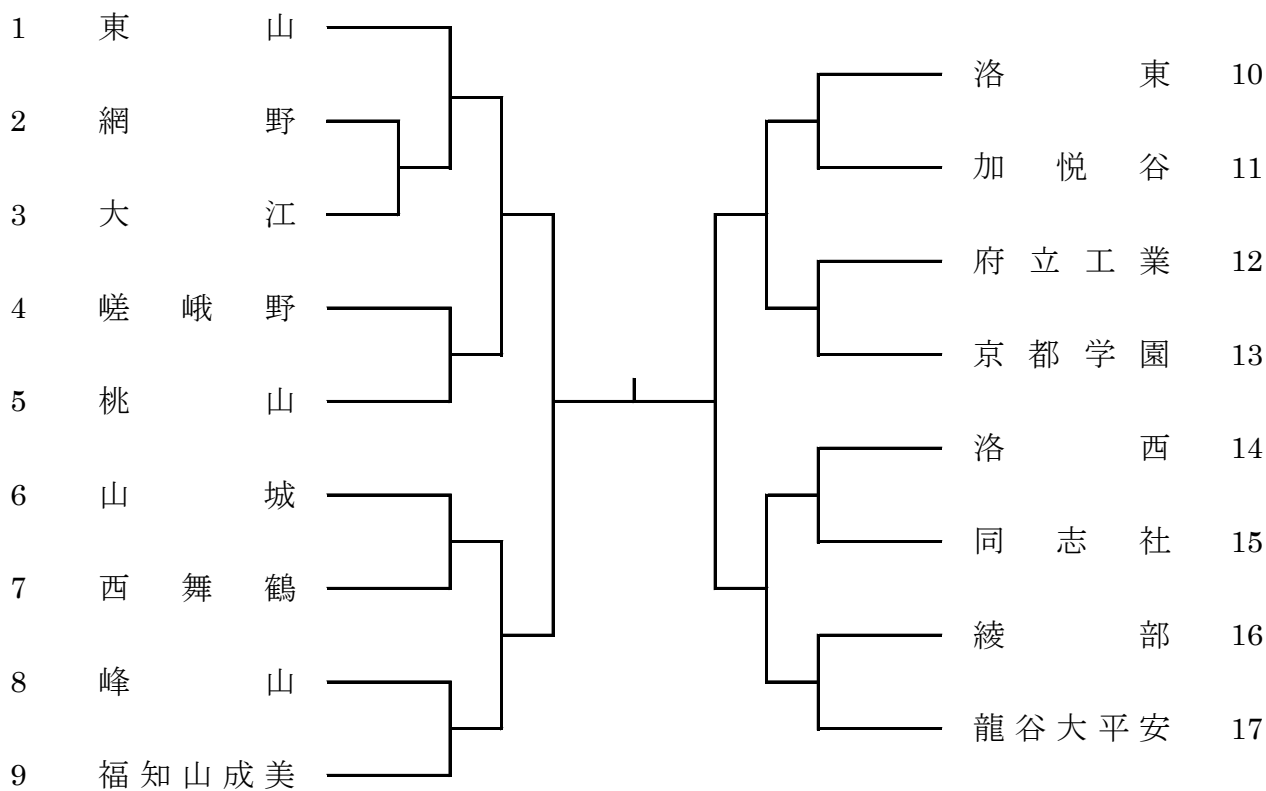 1 東山
2 網野
3 大江
4 嵯峨野
5 桃山
6 山城
7 西舞鶴
8 峰山
9 福知山成美
洛東 10
加悦谷 11
府立工業 12
京都学園 13
洛西 14
同志社 15
綾部 16
龍谷大平安 17